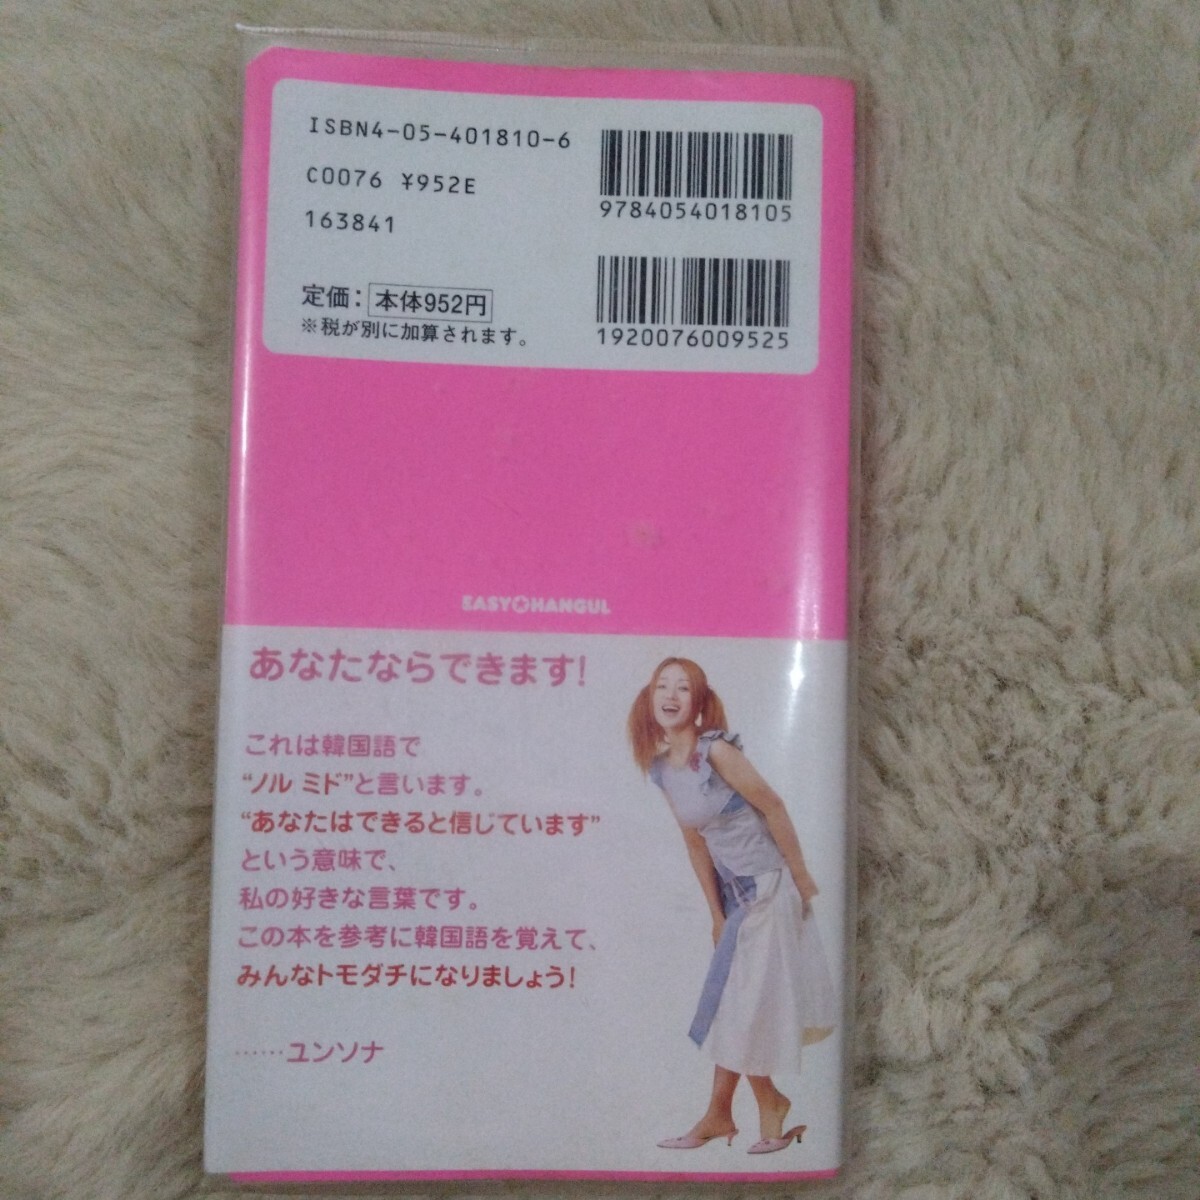 ISBN4-05-401810-6
C0076 ¥952E
163841
9784054018105
定価：本体952円
※税が別に加算されます。
1920076009525
EASY✪HANGUL
あなたならできます！
これは韓国語で
“ノル ミド”と言います。
“あなたはできると信じています”
という意味で、
私の好きな言葉です。
この本を参考に韓国語を覚えて、
みんなトモダチになりましょう！
……ユンソナ